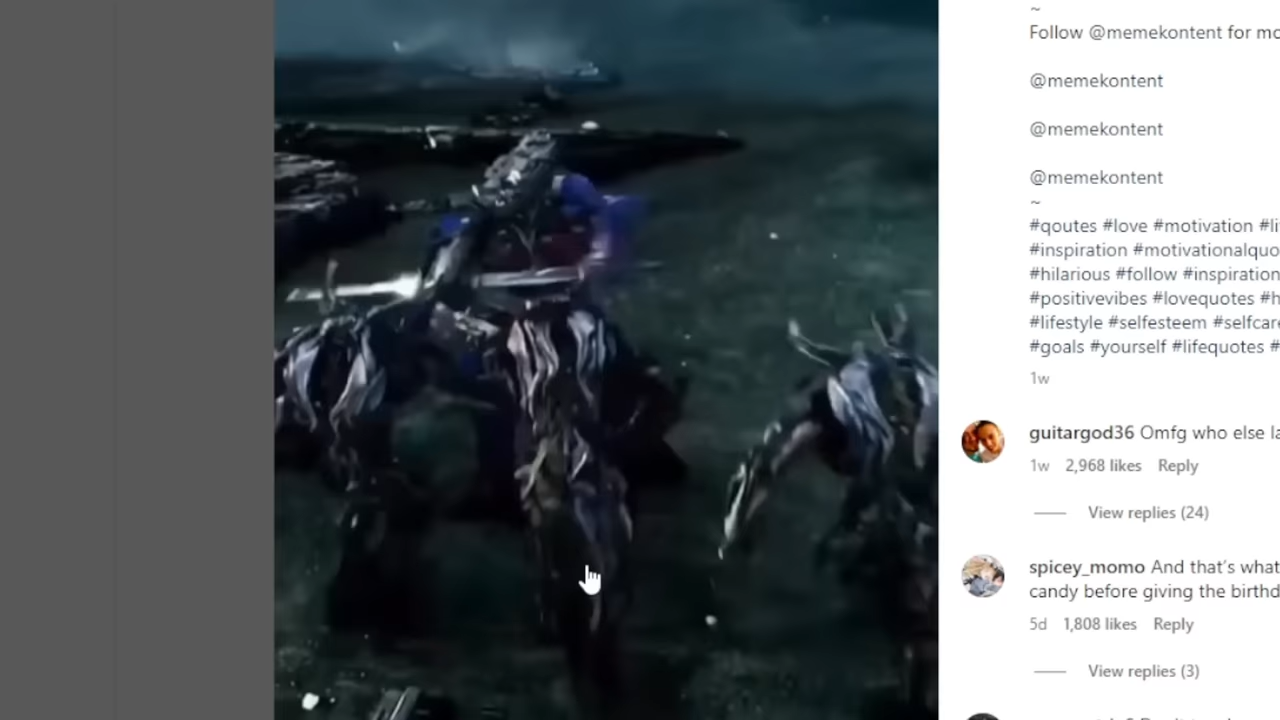 ~
Follow @memekontent for mo
@memekontent
@memekontent
@memekontent
~
#qoutes #love #motivation #li
#inspiration #motivationalquo
#hilarious #follow #inspiration
#positivevibes #lovequotes #h
#lifestyle #selfesteem #selfcare
#goals #yourself #lifequotes #
1w
guitargod36 Omfg who else la
1w 2,968 likes Reply
View replies (24)
spicey_momo And that's what
candy before giving the birthd
5d 1,808 likes Reply
View replies (3)